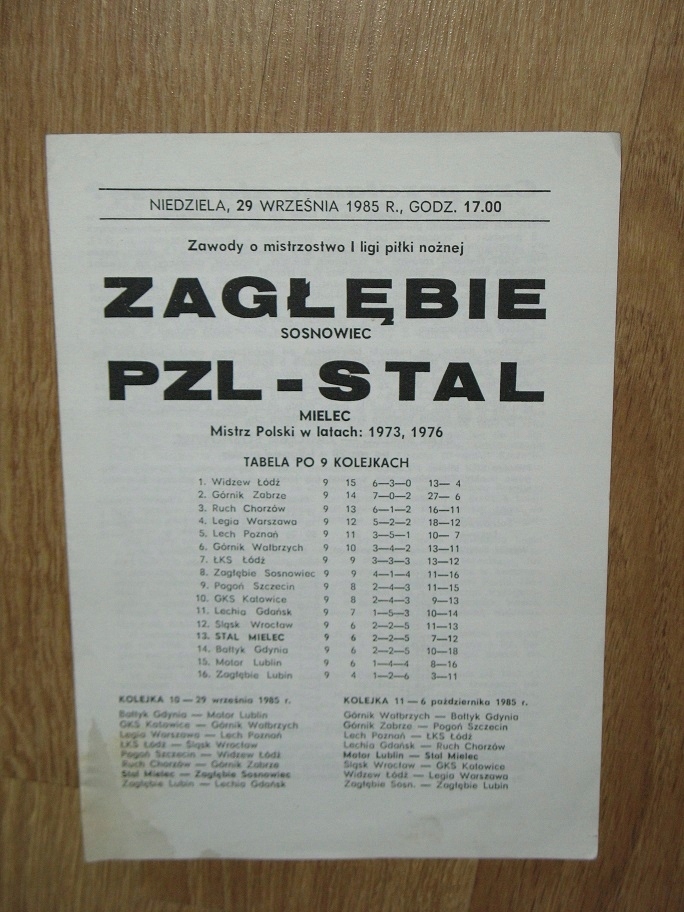 NIEDZIELA, 29 WRZEŚNIA 1985 R., GODZ. 17.00
Zawody o mistrzostwo I ligi piłki nożnej
ZAGŁĘBIE
SOSNOWIEC
PZL-STAL
MIELEC
Mistrz Polski w latach: 1973, 1976
TABELA PO 9 KOLEJKACH
1. Widzew Łódź 9 15 6—3—0 13— 4
2. Górnik Zabrze 9 14 7—0—2 27— 6
3. Ruch Chorzów 9 13 6—1—2 16—11
4. Legia Warszawa 9 12 5—2—2 18—12
5. Lech Poznań 9 11 3—5—1 10— 7
6. Górnik Wałbrzych 9 10 3—4—2 13—11
7. ŁKS Łódź 9 9 3—3—3 13—12
8. Zagłębie Sosnowiec 9 9 4—1—4 11—16
9. Pogoń Szczecin 9 8 2—4—3 11—15
10. GKS Katowice 9 8 2—4—3 9—13
11. Lechia Gdańsk 9 7 1—5—3 10—14
12. Śląsk Wrocław 9 6 2—2—5 11—13
13. STAL MIELEC 9 6 2—2—5 7—12
14. Bałtyk Gdynia 9 6 2—2—5 10—18
15. Motor Lublin 9 6 1—4—4 8—16
16. Zagłębie Lubin 9 4 1—2—6 3—11
KOLEJKA 10 — 29 września 1985 r.
Bałtyk Gdynia — Motor Lublin
GKS Katowice — Górnik Wałbrzych
Legia Warszawa — Lech Poznań
ŁKS Łódź — Śląsk Wrocław
Pogoń Szczecin — Widzew Łódź
Ruch Chorzów — Górnik Zabrze
Stal Mielec — Zagłębie Sosnowiec
Zagłębie Lubin — Lechia Gdańsk
KOLEJKA 11 — 6 października 1985 r.
Górnik Wałbrzych — Bałtyk Gdynia
Górnik Zabrze — Pogoń Szczecin
Lech Poznań — ŁKS Łódź
Lechia Gdańsk — Ruch Chorzów
Motor Lublin — Stal Mielec
Śląsk Wrocław — GKS Katowice
Widzew Łódź — Legia Warszawa
Zagłębie Sosn. — Zagłębie Lubin